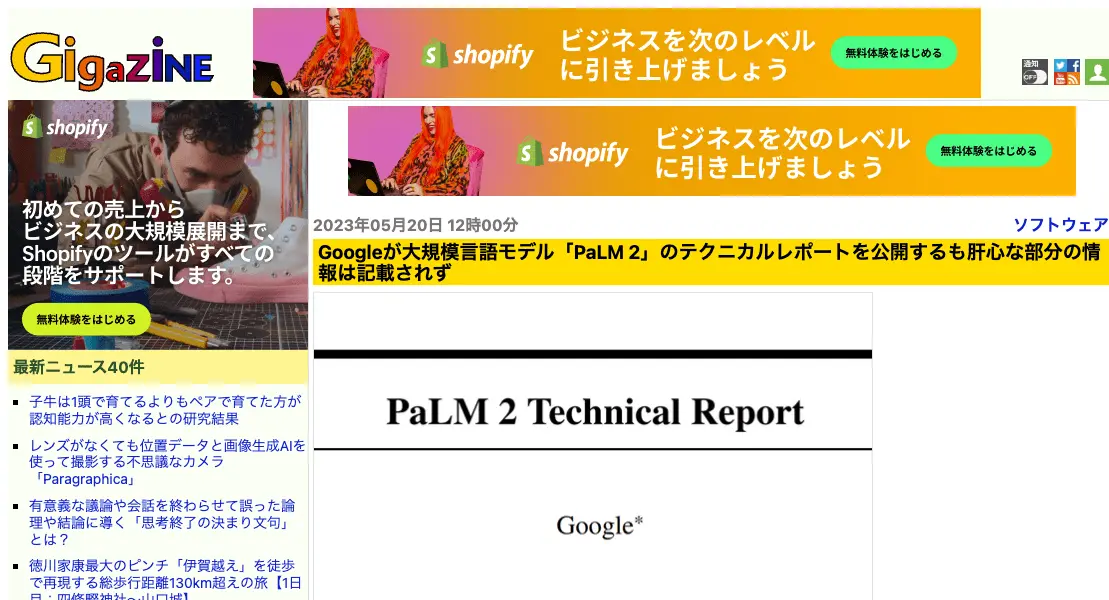 GigaZiNE
shopify
ビジネスを次のレベル
に引き上げましょう
無料体験をはじめる
通知
OFF
shopify
初めての売上から
ビジネスの大規模展開まで、
Shopifyのツールがすべての
段階をサポートします。
無料体験をはじめる
shopify
ビジネスを次のレベル
に引き上げましょう
無料体験をはじめる
2023年05月20日 12時00分
ソフトウェア
Googleが大規模言語モデル「PaLM 2」のテクニカルレポートを公開するも肝心な部分の情
報は記載されず
PaLM 2 Technical Report
Google*
最新ニュース40件
子牛は1頭で育てるよりもペアで育てた方が
認知能力が高くなるとの研究結果
レンズがなくても位置データと画像生成AIを
使って撮影する不思議なカメラ
「Paragraphica」
有意義な議論や会話を終わらせて誤った論
理や結論に導く「思考終了の決まり文句」
とは？
徳川家康最大のピンチ「伊賀越え」を徒歩
で再現する総歩行距離130km超えの旅【1日